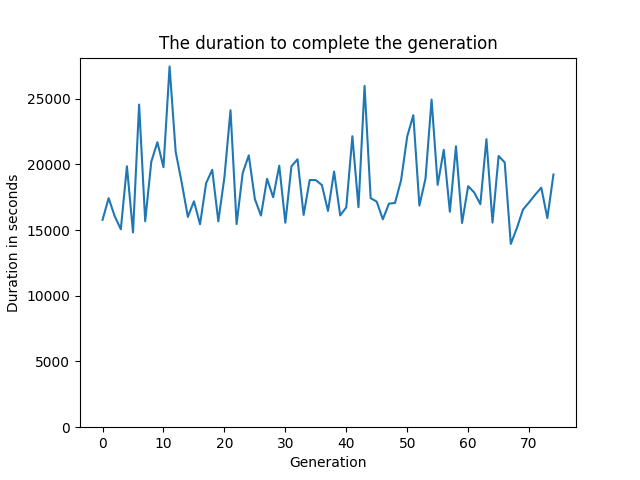 The duration to complete the generation
Duration in seconds
25000
20000
15000
10000
5000
0
0 10 20 30 40 50 60 70
Generation